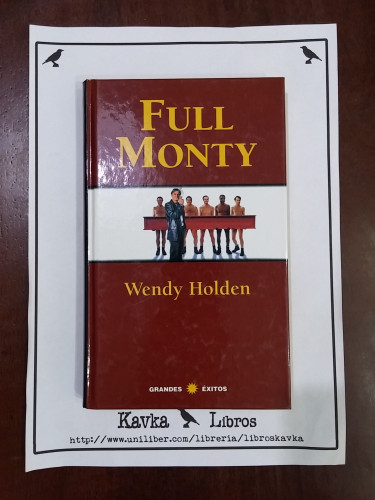 FULL
MONTY
Wendy Holden
GRANDES ÉXITOS
Kavka Libros
http://www.uniliber.com/libreria/libroskavka